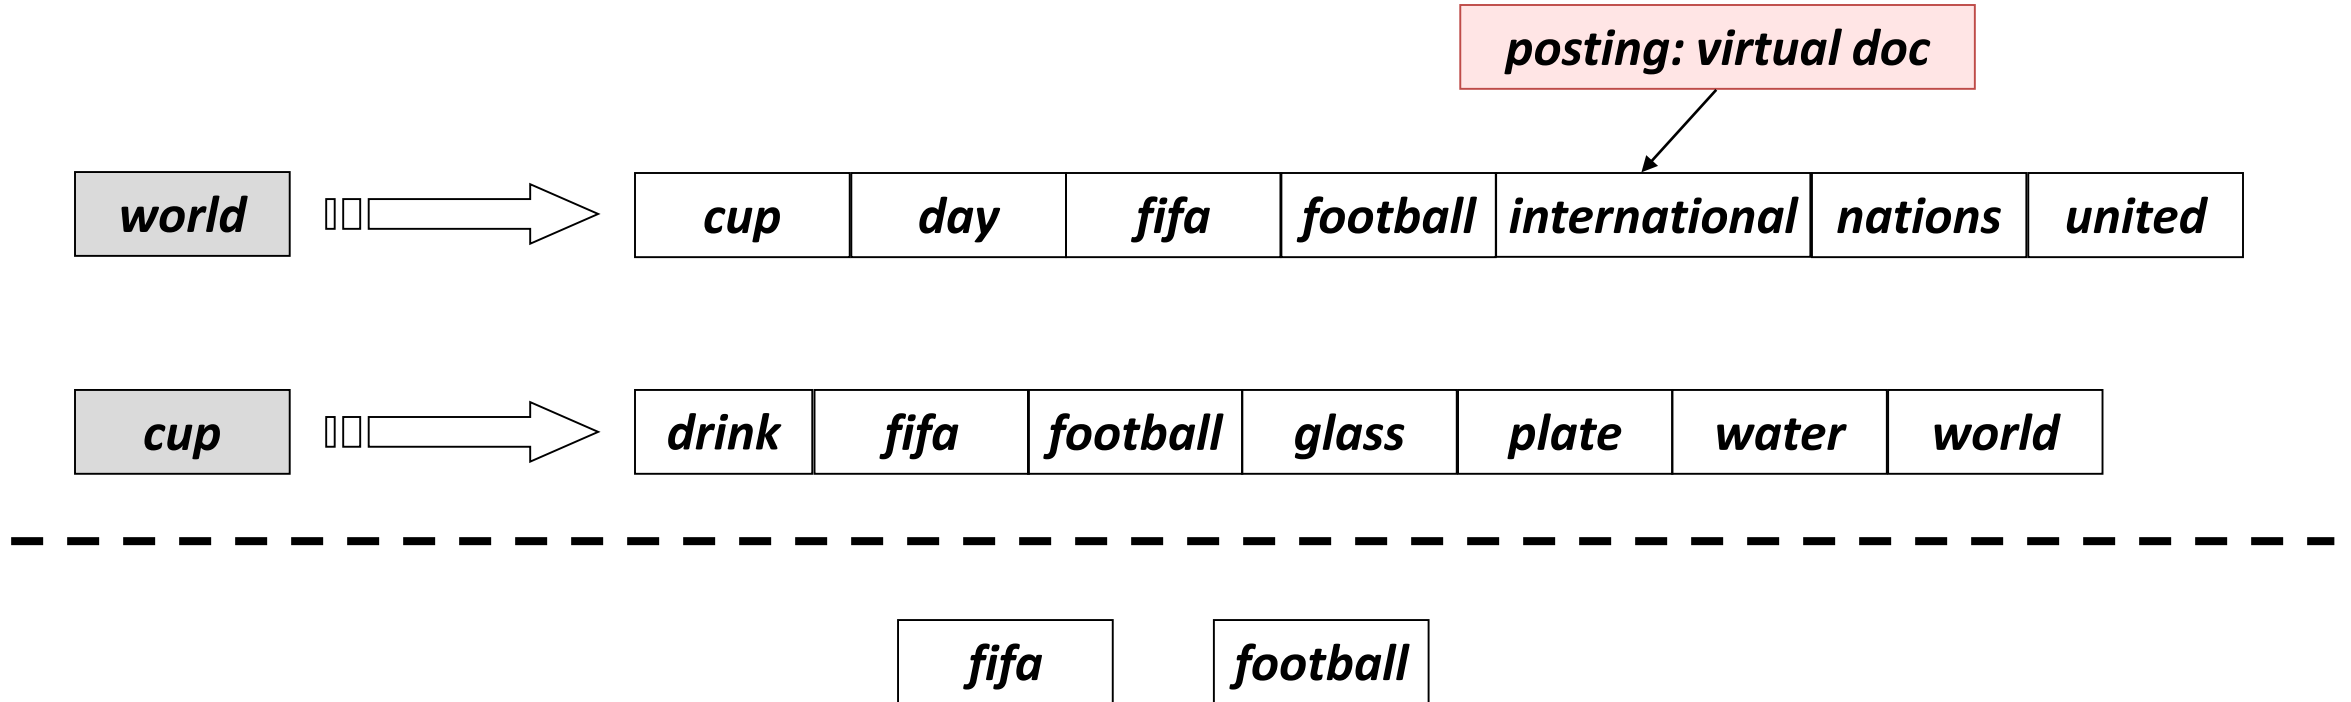 posting: virtual doc
world cup day fifa football international nations united
cup drink fifa football glass plate water world
fifa football